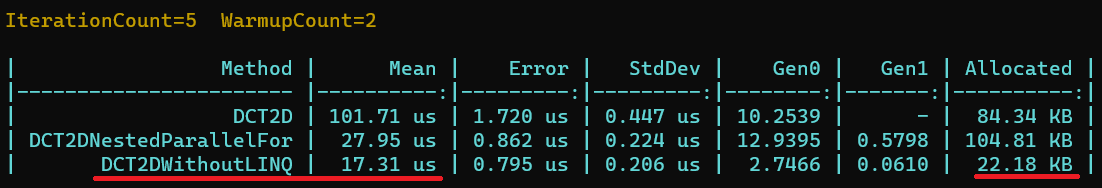 IterationCount=5  WarmupCount=2
| Method | Mean | Error | StdDev | Gen0 | Gen1 | Allocated |
|---------------------- |----------:|---------:|---------:|--------:|-------:|----------:|
| DCT2D | 101.71 us | 1.720 us | 0.447 us | 10.2539 | - | 84.34 KB |
| DCT2DNestedParallelFor | 27.95 us | 0.862 us | 0.224 us | 12.9395 | 0.5798 | 104.81 KB |
| DCT2DWithoutLINQ | 17.31 us | 0.795 us | 0.206 us | 2.7466 | 0.0610 | 22.18 KB |